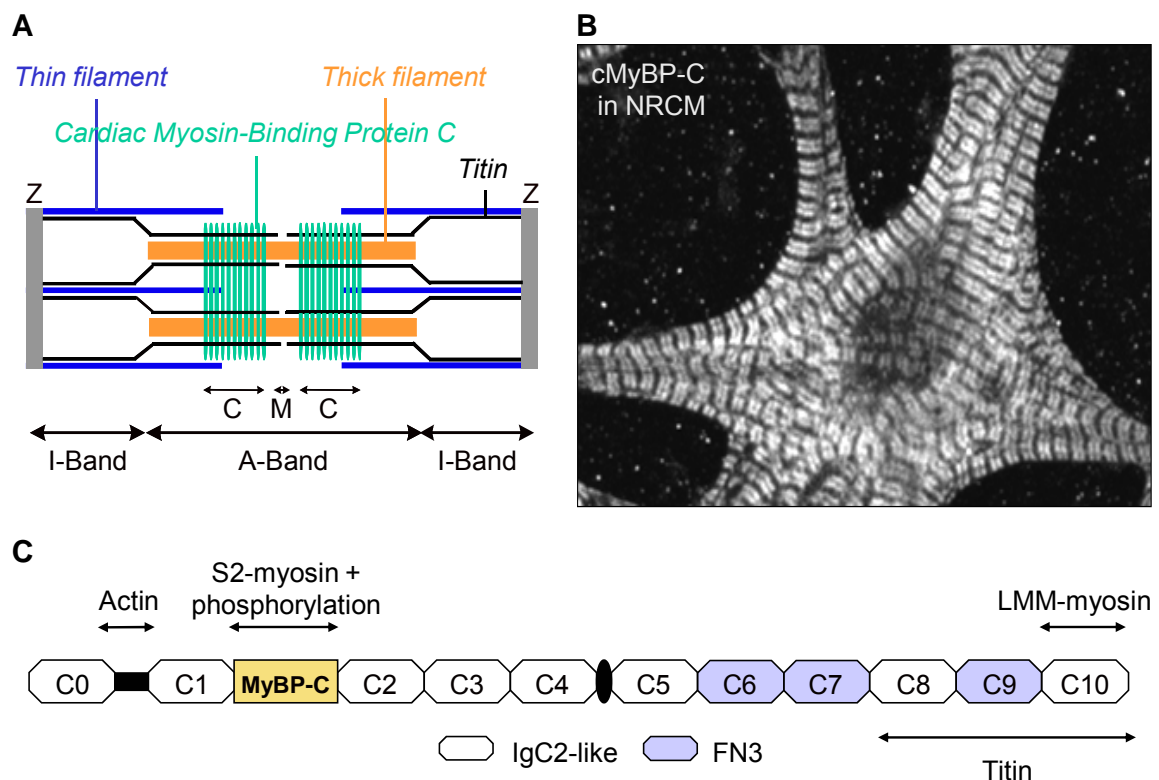 A
Thin filament
Thick filament
Cardiac Myosin-Binding Protein C
Titin
Z
Z
C
M
C
I-Band
A-Band
I-Band
B
cMyBP-C
in NRCM
C
S2-myosin +
phosphorylation
Actin
LMM-myosin
C0
C1
MyBP-C
C2
C3
C4
C5
C6
C7
C8
C9
C10
IgC2-like
FN3
Titin